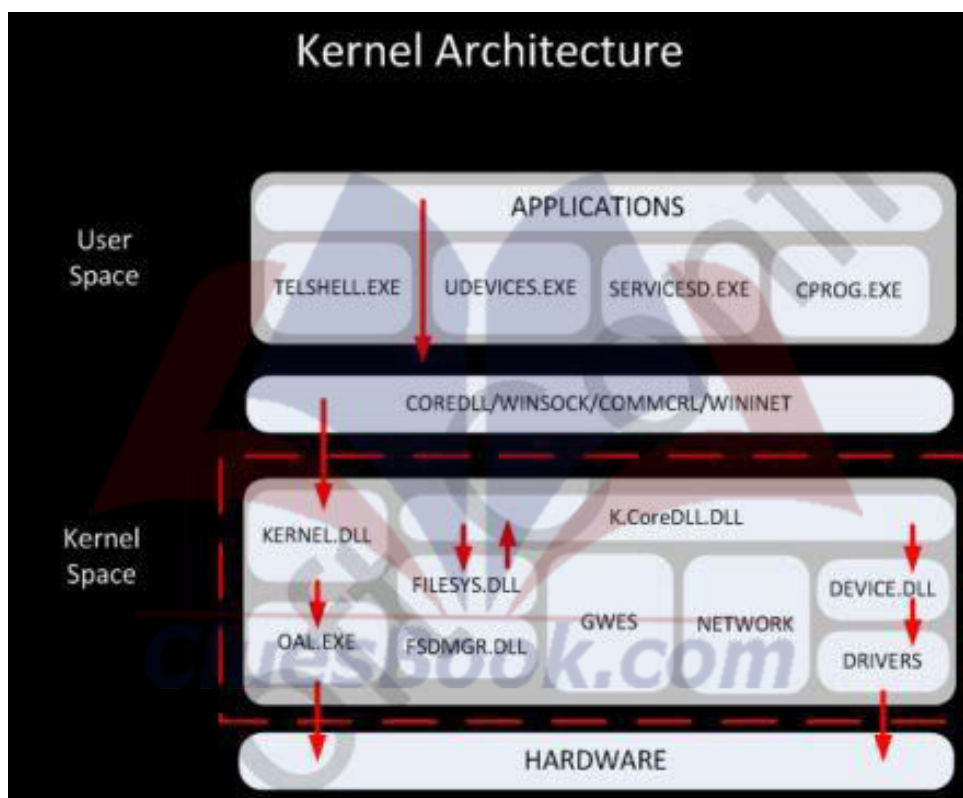 Kernel Architecture
User
Space
APPLICATIONS
TELSHELL.EXE
UDEVICES.EXE
SERVICESD.EXE
CPROG.EXE
COREDLL/WINSOCK/COMMCRL/WININET
Kernel
Space
KERNEL.DLL
K.CoreDLL.DLL
FILESYS.DLL
DEVICE.DLL
OAL.EXE
FSDMGR.DLL
GWES
NETWORK
DRIVERS
CluesBook.com
HARDWARE